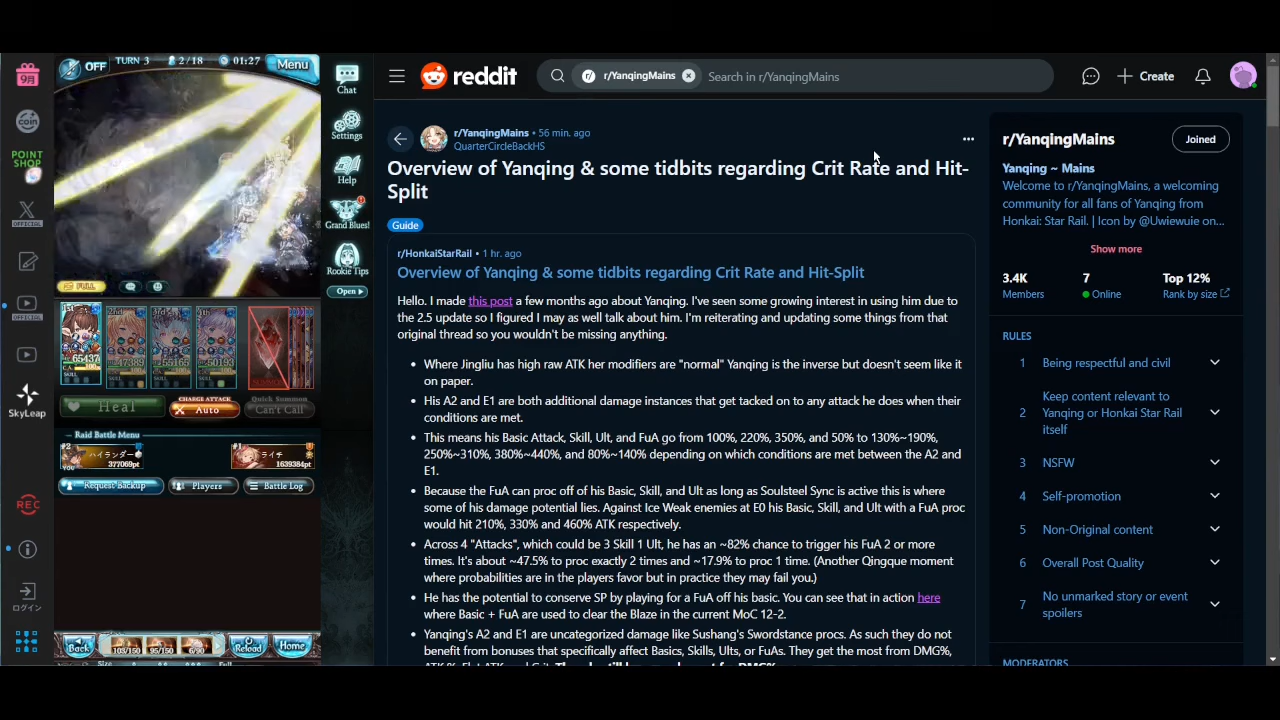 9月
coin
POINT
SHOP
OFFICIAL
OFFICIAL
SkyLeap
REC
ログイン
OFF
TURN 3
2/18
01:27
Menu
FULL
65437
47389
65165
50193
Heal
CHARGE ATTACK
Auto
Quick Summon
Can't Call
Raid Battle Menu
#2
ハイランダー
YOU
377069pt
#1
ライチ
1639384pt
Request Backup
Players
Battle Log
Back
103/150
95/150
6/90
Reload
Home
Chat
Settings
Help
Grand Blues!
Rookie Tips
Open
reddit
r/YanqingMains
Search in r/YanqingMains
Create
r/YanqingMains • 56 min. ago
QuarterCircleBackHS
Overview of Yanqing & some tidbits regarding Crit Rate and Hit-
Split
Guide
r/HonkaiStarRail • 1 hr. ago
Overview of Yanqing & some tidbits regarding Crit Rate and Hit-Split
Hello. I made this post a few months ago about Yanqing. I've seen some growing interest in using him due to
the 2.5 update so I figured I may as well talk about him. I'm reiterating and updating some things from that
original thread so you wouldn't be missing anything.
• Where Jingliu has high raw ATK her modifiers are "normal" Yanqing is the inverse but doesn't seem like it
on paper.
• His A2 and E1 are both additional damage instances that get tacked on to any attack he does when their
conditions are met.
• This means his Basic Attack, Skill, Ult, and FuA go from 100%, 220%, 350%, and 50% to 130%~190%,
250%~310%, 380%~440%, and 80%~140% depending on which conditions are met between the A2 and
E1.
• Because the FuA can proc off of his Basic, Skill, and Ult as long as Soulsteel Sync is active this is where
some of his damage potential lies. Against Ice Weak enemies at E0 his Basic, Skill, and Ult with a FuA proc
would hit 210%, 330% and 460% ATK respectively.
• Across 4 "Attacks", which could be 3 Skill 1 Ult, he has an ~82% chance to trigger his FuA 2 or more
times. It's about ~47.5% to proc exactly 2 times and ~17.9% to proc 1 time. (Another Qingque moment
where probabilities are in the players favor but in practice they may fail you.)
• He has the potential to conserve SP by playing for a FuA off his basic. You can see that in action here
where Basic + FuA are used to clear the Blaze in the current MoC 12-2.
• Yanqing's A2 and E1 are uncategorized damage like Sushang's Swordstance procs. As such they do not
benefit from bonuses that specifically affect Basics, Skills, Ults, or FuAs. They get the most from DMG%,
r/YanqingMains
Joined
Yanqing ~ Mains
Welcome to r/YanqingMains, a welcoming
community for all fans of Yanqing from
Honkai: Star Rail. | Icon by @Uwiewuie on...
Show more
3.4K
Members
7
Online
Top 12%
Rank by size
RULES
1 Being respectful and civil
2 Keep content relevant to
Yanqing or Honkai Star Rail
itself
3 NSFW
4 Self-promotion
5 Non-Original content
6 Overall Post Quality
7 No unmarked story or event
spoilers
MODERATORS